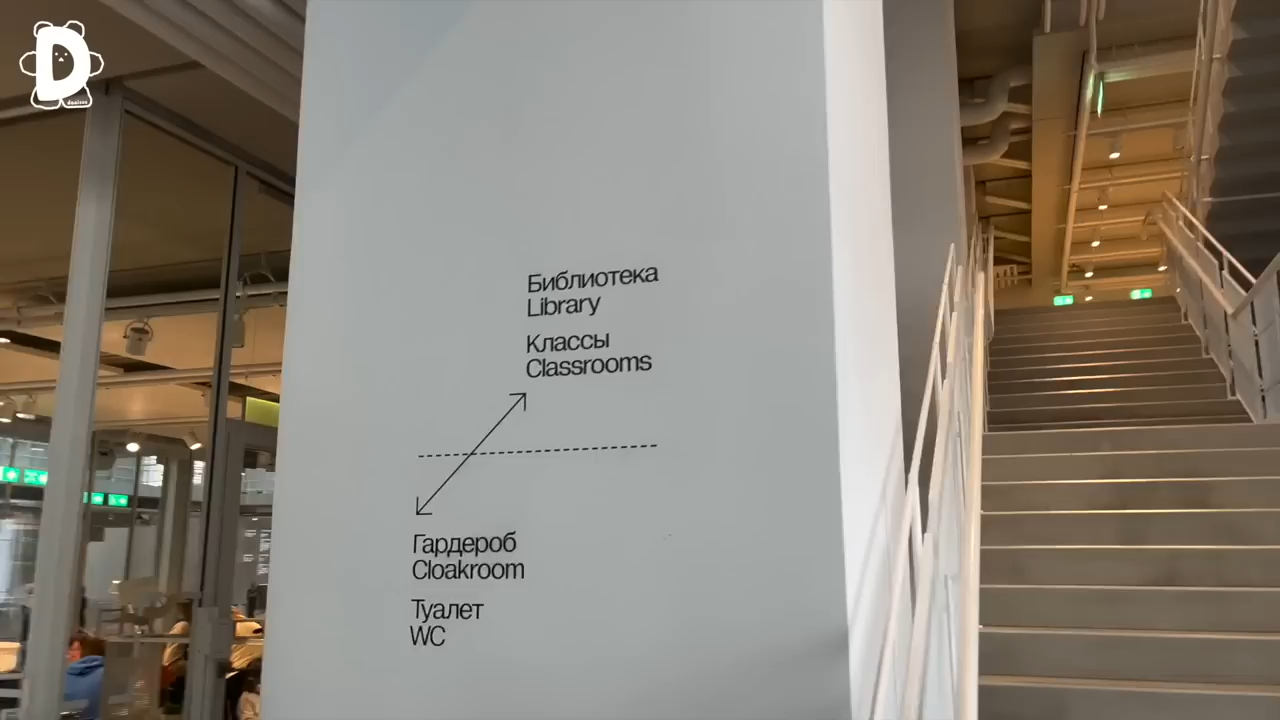 D
Библиотека
Library
Классы
Classrooms
Гардероб
Cloakroom
Туалет
WC